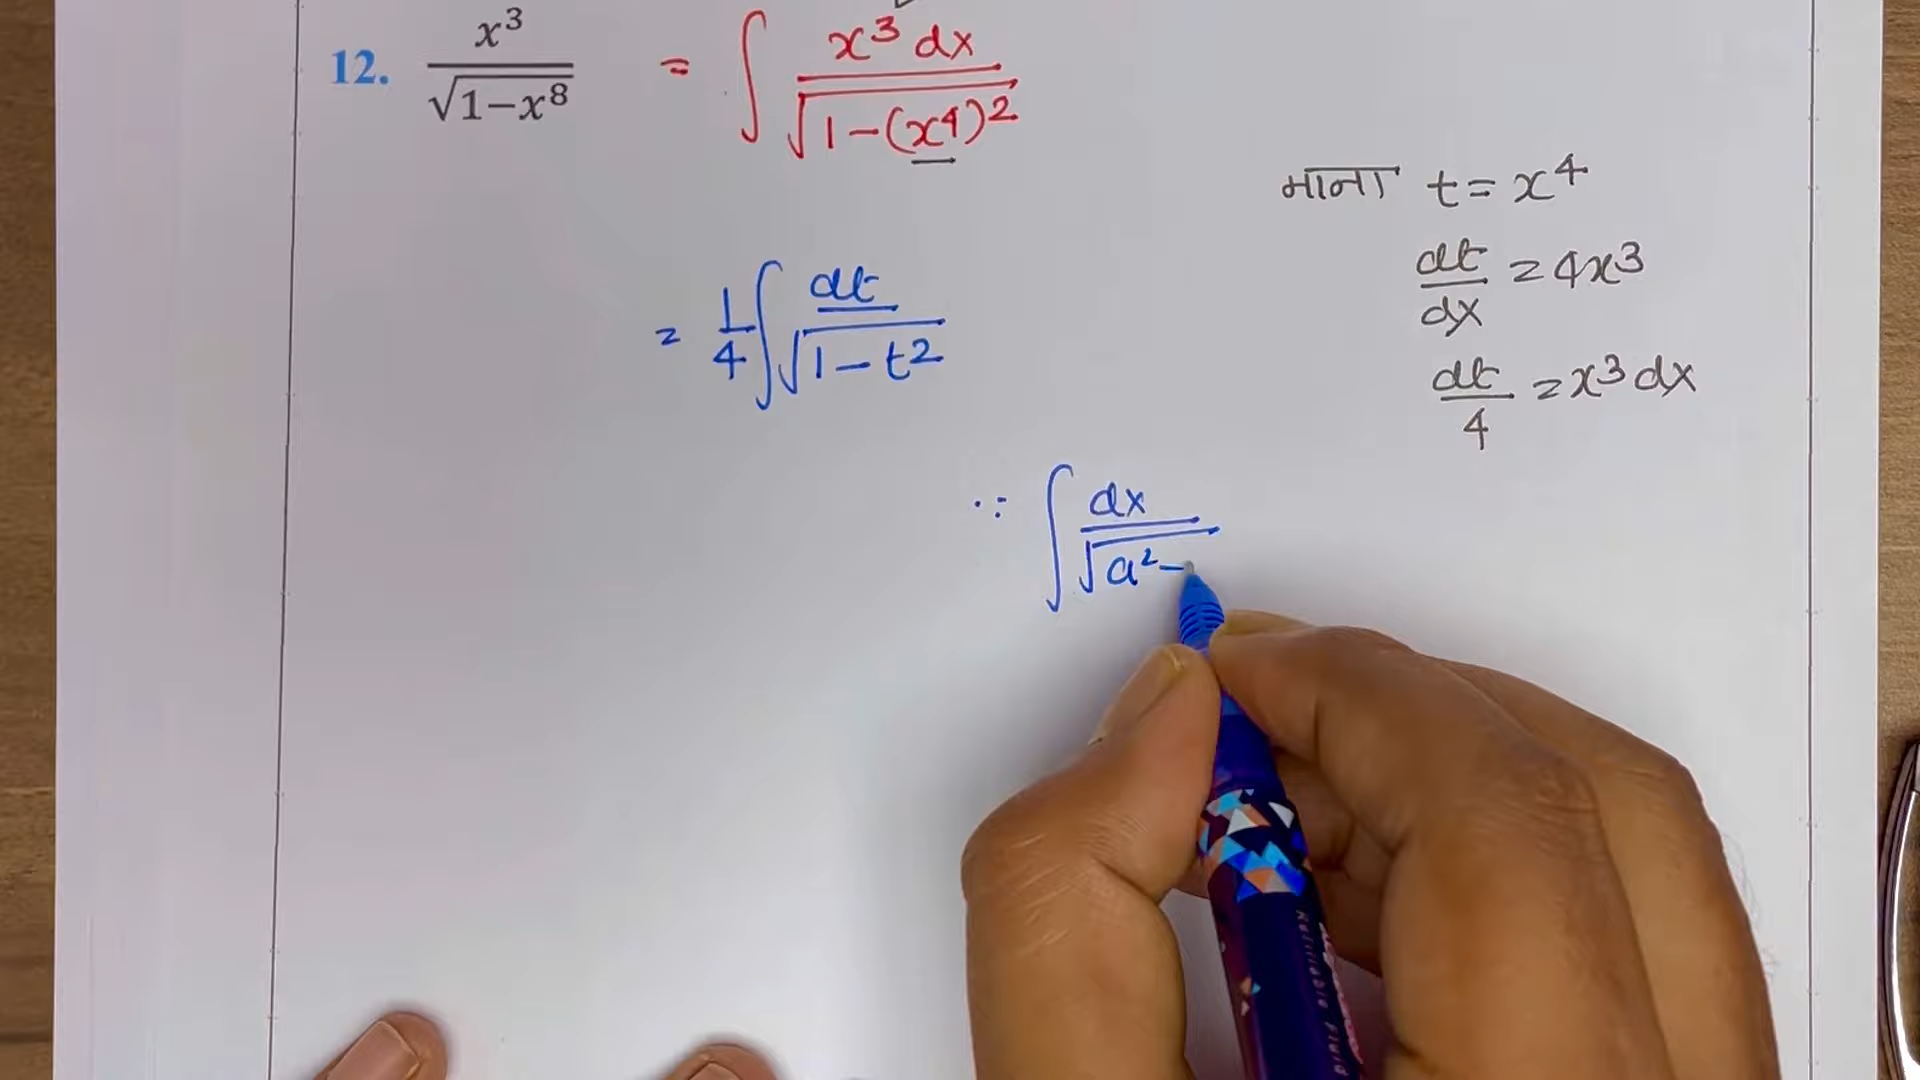 12. x³/√(1−x⁸) = ∫ x³ dx/√(1−(x⁴)²)
माना t = x⁴
= 1/4 ∫ dt/√(1−t²)
dt/dx = 4x³
dt/4 = x³ dx
∵ ∫ dx/√(a²−